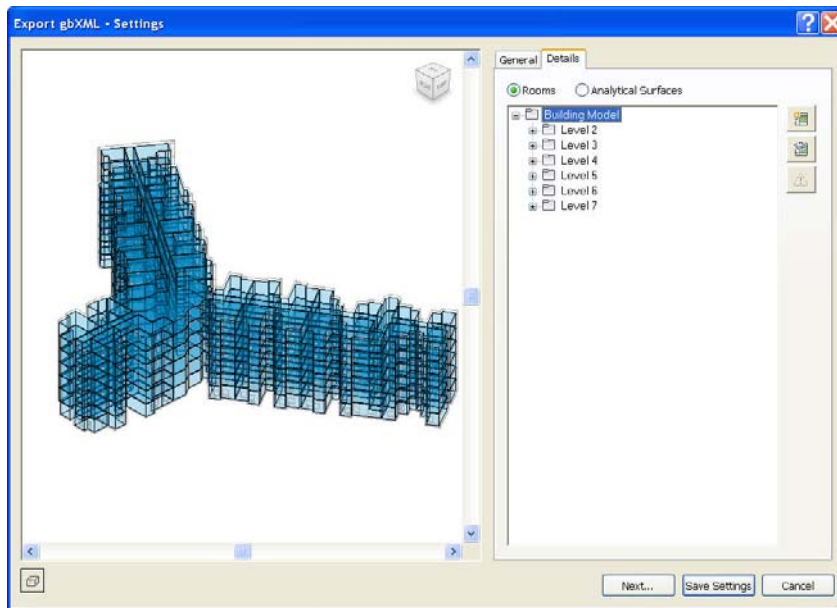 Export gbXML - Settings
General Details
Rooms Analytical Surfaces
Building Model
Level 2
Level 3
Level 4
Level 5
Level 6
Level 7
Next... Save Settings Cancel